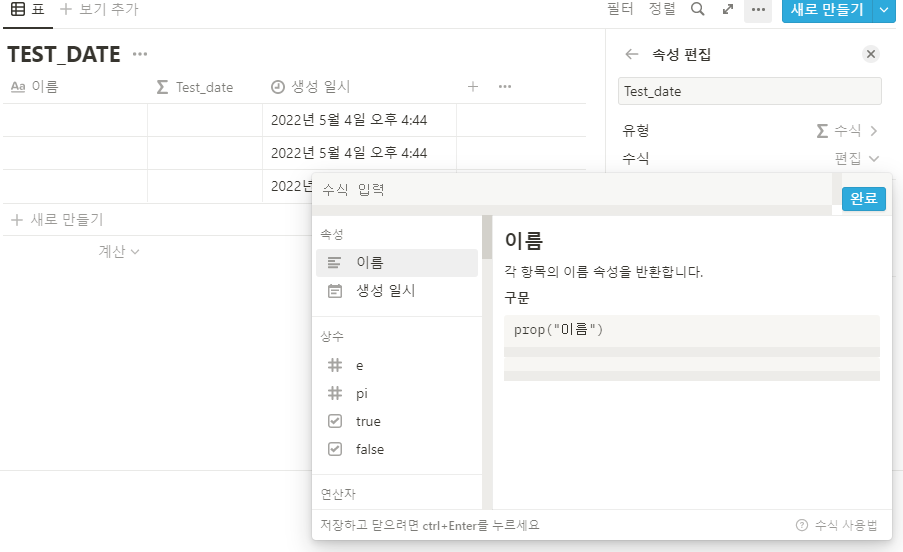 표 + 보기 추가 필터 정렬 새로 만들기
TEST_DATE
속성 편집
Aa 이름 Test_date 생성 일시
Test_date
2022년 5월 4일 오후 4:44
유형 수식
2022년 5월 4일 오후 4:44
수식 편집
2022년
+ 새로 만들기
계산
수식 입력
완료
속성
이름
생성 일시
상수
e
pi
true
false
연산자
이름
각 항목의 이름 속성을 반환합니다.
구문
prop("이름")
저장하고 닫으려면 ctrl+Enter를 누르세요
수식 사용법